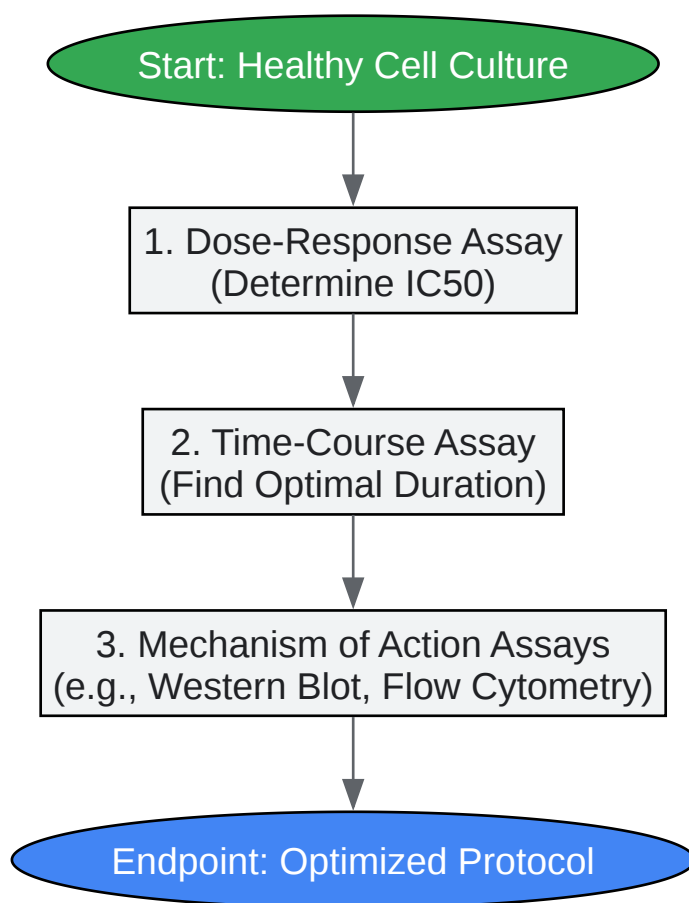 Start: Healthy Cell Culture
1. Dose-Response Assay
(Determine IC50)
2. Time-Course Assay
(Find Optimal Duration)
3. Mechanism of Action Assays
(e.g., Western Blot, Flow Cytometry)
Endpoint: Optimized Protocol